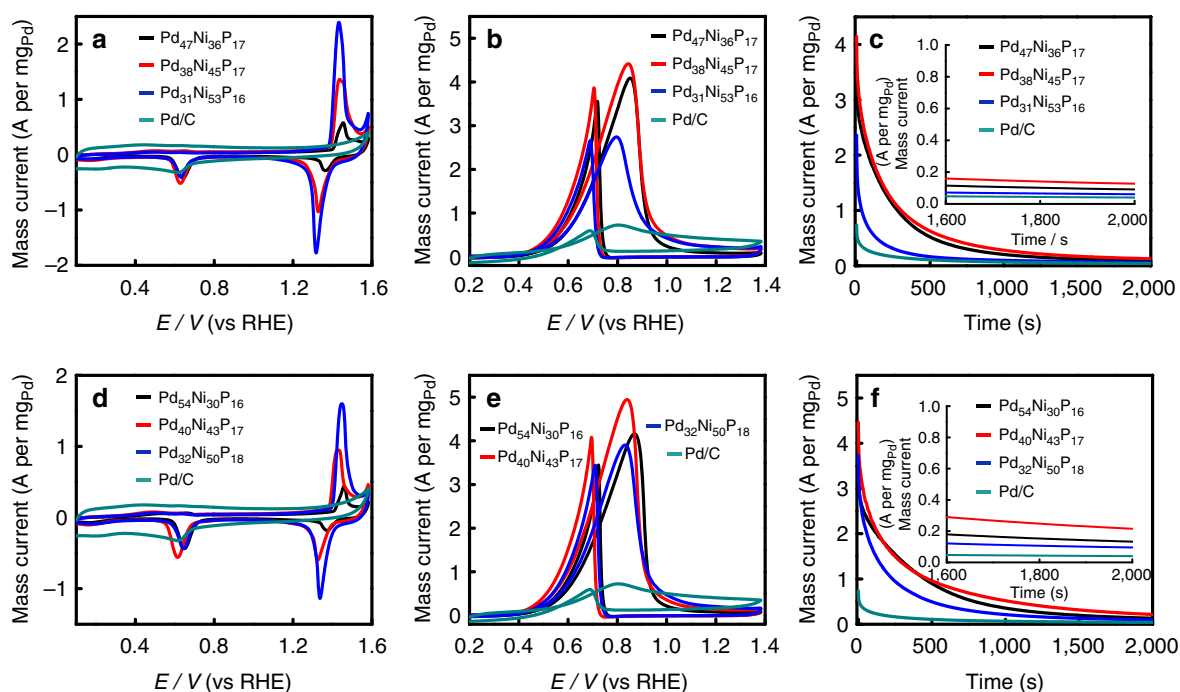 a
Pd47Ni36P17
Pd38Ni45P17
Pd31Ni53P16
Pd/C
Mass current (A per mgPd)
2
1
0
−1
−2
0.4
0.8
1.2
1.6
E / V (vs RHE)
b
Pd47Ni36P17
Pd38Ni45P17
Pd31Ni53P16
Pd/C
Mass current (A per mgPd)
5
4
3
2
1
0
0.2
0.4
0.6
0.8
1.0
1.2
1.4
E / V (vs RHE)
c
Pd47Ni36P17
Pd38Ni45P17
Pd31Ni53P16
Pd/C
Mass current (A per mgPd)
5
4
3
2
1
0
0
500
1,000
1,500
2,000
Time (s)
(A per mgPd)
Mass current
1.0
0.8
0.6
0.4
0.2
0.0
1,600
1,800
2,000
Time / s
d
Pd54Ni30P16
Pd40Ni43P17
Pd32Ni50P18
Pd/C
Mass current (A per mgPd)
2
1
0
−1
0.4
0.8
1.2
1.6
E / V (vs RHE)
e
Pd54Ni30P16
Pd40Ni43P17
Pd32Ni50P18
Pd/C
Mass current (A per mgPd)
5
4
3
2
1
0
0.2
0.4
0.6
0.8
1.0
1.2
1.4
E / V (vs RHE)
f
Pd54Ni30P16
Pd40Ni43P17
Pd32Ni50P18
Pd/C
Mass current (A per mgPd)
5
4
3
2
1
0
0
500
1,000
1,500
2,000
Time (s)
(A per mgPd)
Mass current
1.0
0.8
0.6
0.4
0.2
0.0
1,600
1,800
2,000
Time (s)